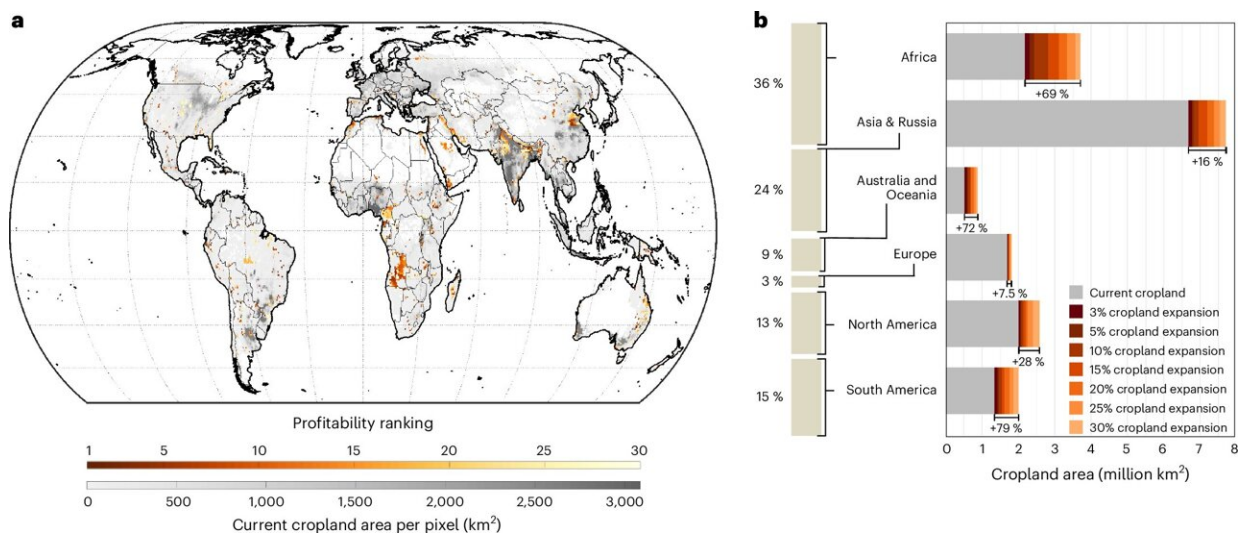 a
Profitability ranking
1 5 10 15 20 25 30
0 500 1,000 1,500 2,000 2,500 3,000
Current cropland area per pixel (km²)
b
36 %
24 %
9 %
3 %
13 %
15 %
Africa
Asia & Russia
Australia and
Oceania
Europe
North America
South America
+69 %
+16 %
+72 %
+7.5 %
+28 %
+79 %
Current cropland
3% cropland expansion
5% cropland expansion
10% cropland expansion
15% cropland expansion
20% cropland expansion
25% cropland expansion
30% cropland expansion
0 1 2 3 4 5 6 7 8
Cropland area (million km²)